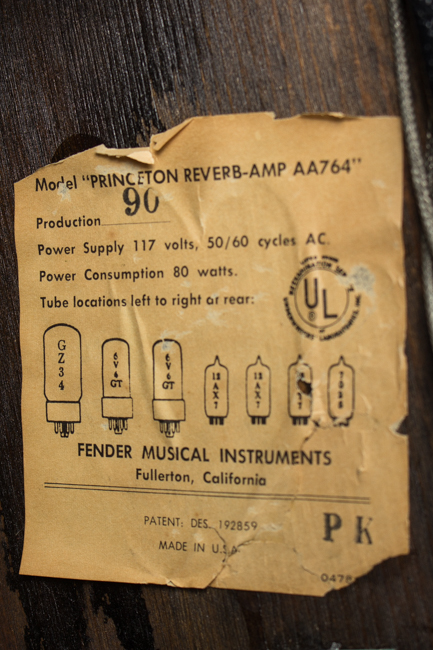 Model "PRINCETON REVERB-AMP AA764"
Production 90
Power Supply 117 volts, 50/60 cycles AC.
Power Consumption 80 watts.
Tube locations left to right or rear:
UL
GZ34
6V6GT
6V6GT
12AX7
12AX7
7025
FENDER MUSICAL INSTRUMENTS
Fullerton, California
PATENT: DES. 192859
MADE IN U.S.A.
PK
0478